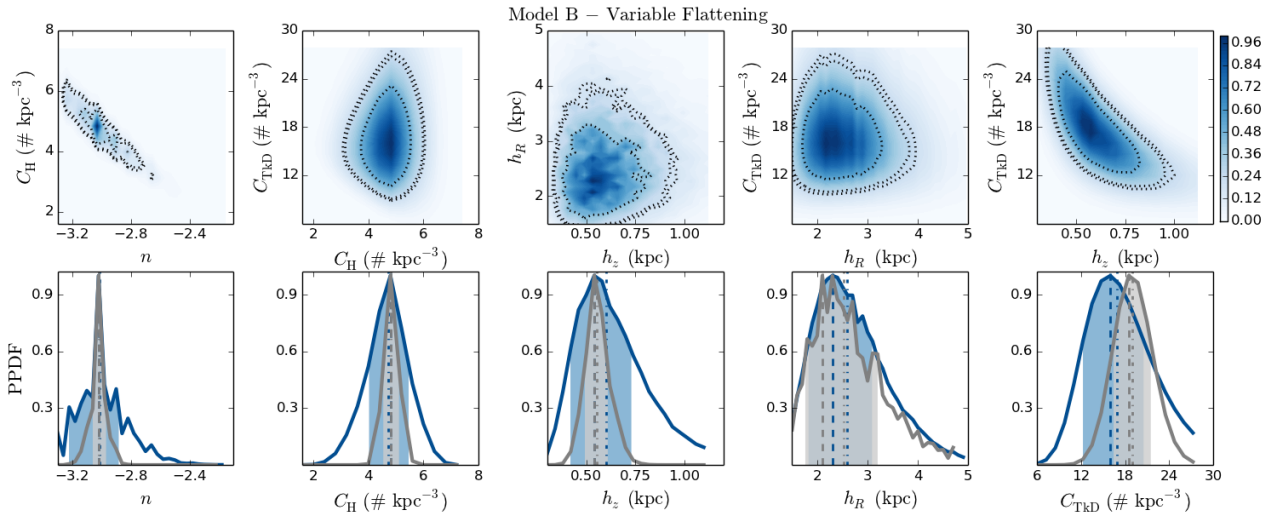 Model B − Variable Flattening
8
6
4
2
C_H (# kpc⁻³)
−3.2 −2.6 −2.2
n
30
24
18
12
C_TkD (# kpc⁻³)
2 4 6 8
C_H (# kpc⁻³)
5
4
3
2
h_R (kpc)
0.50 0.75 1.00
h_z (kpc)
30
24
18
12
C_TkD (# kpc⁻³)
2 3 4 5
h_R (kpc)
30
24
18
12
C_TkD (# kpc⁻³)
0.50 0.75 1.00
h_z (kpc)
0.96
0.84
0.72
0.60
0.48
0.36
0.24
0.12
0.00
PPDF
0.9
0.6
0.3
−3.2 −2.8 −2.4
n
0.9
0.6
0.3
2 4 6 8
C_H (# kpc⁻³)
0.9
0.6
0.3
0.50 0.75 1.00
h_z (kpc)
0.9
0.6
0.3
2 3 4 5
h_R (kpc)
0.9
0.6
0.3
6 12 18 24 30
C_TkD (# kpc⁻³)